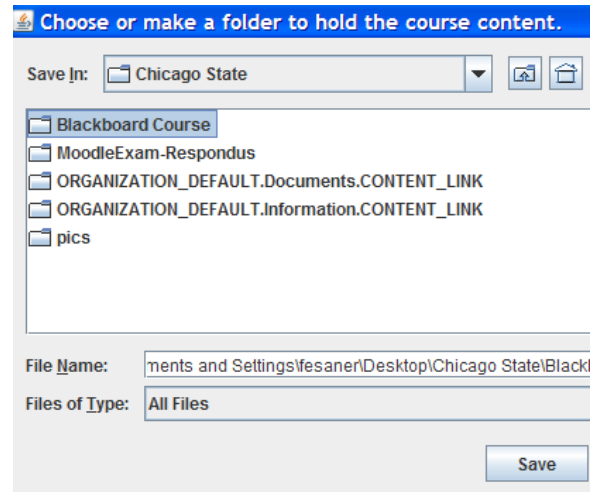 Choose or make a folder to hold the course content.
Save In: Chicago State
Blackboard Course
MoodleExam-Respondus
ORGANIZATION_DEFAULT.Documents.CONTENT_LINK
ORGANIZATION_DEFAULT.Information.CONTENT_LINK
pics
File Name: ments and Settings\fesaner\Desktop\Chicago State\Blackb
Files of Type: All Files
Save